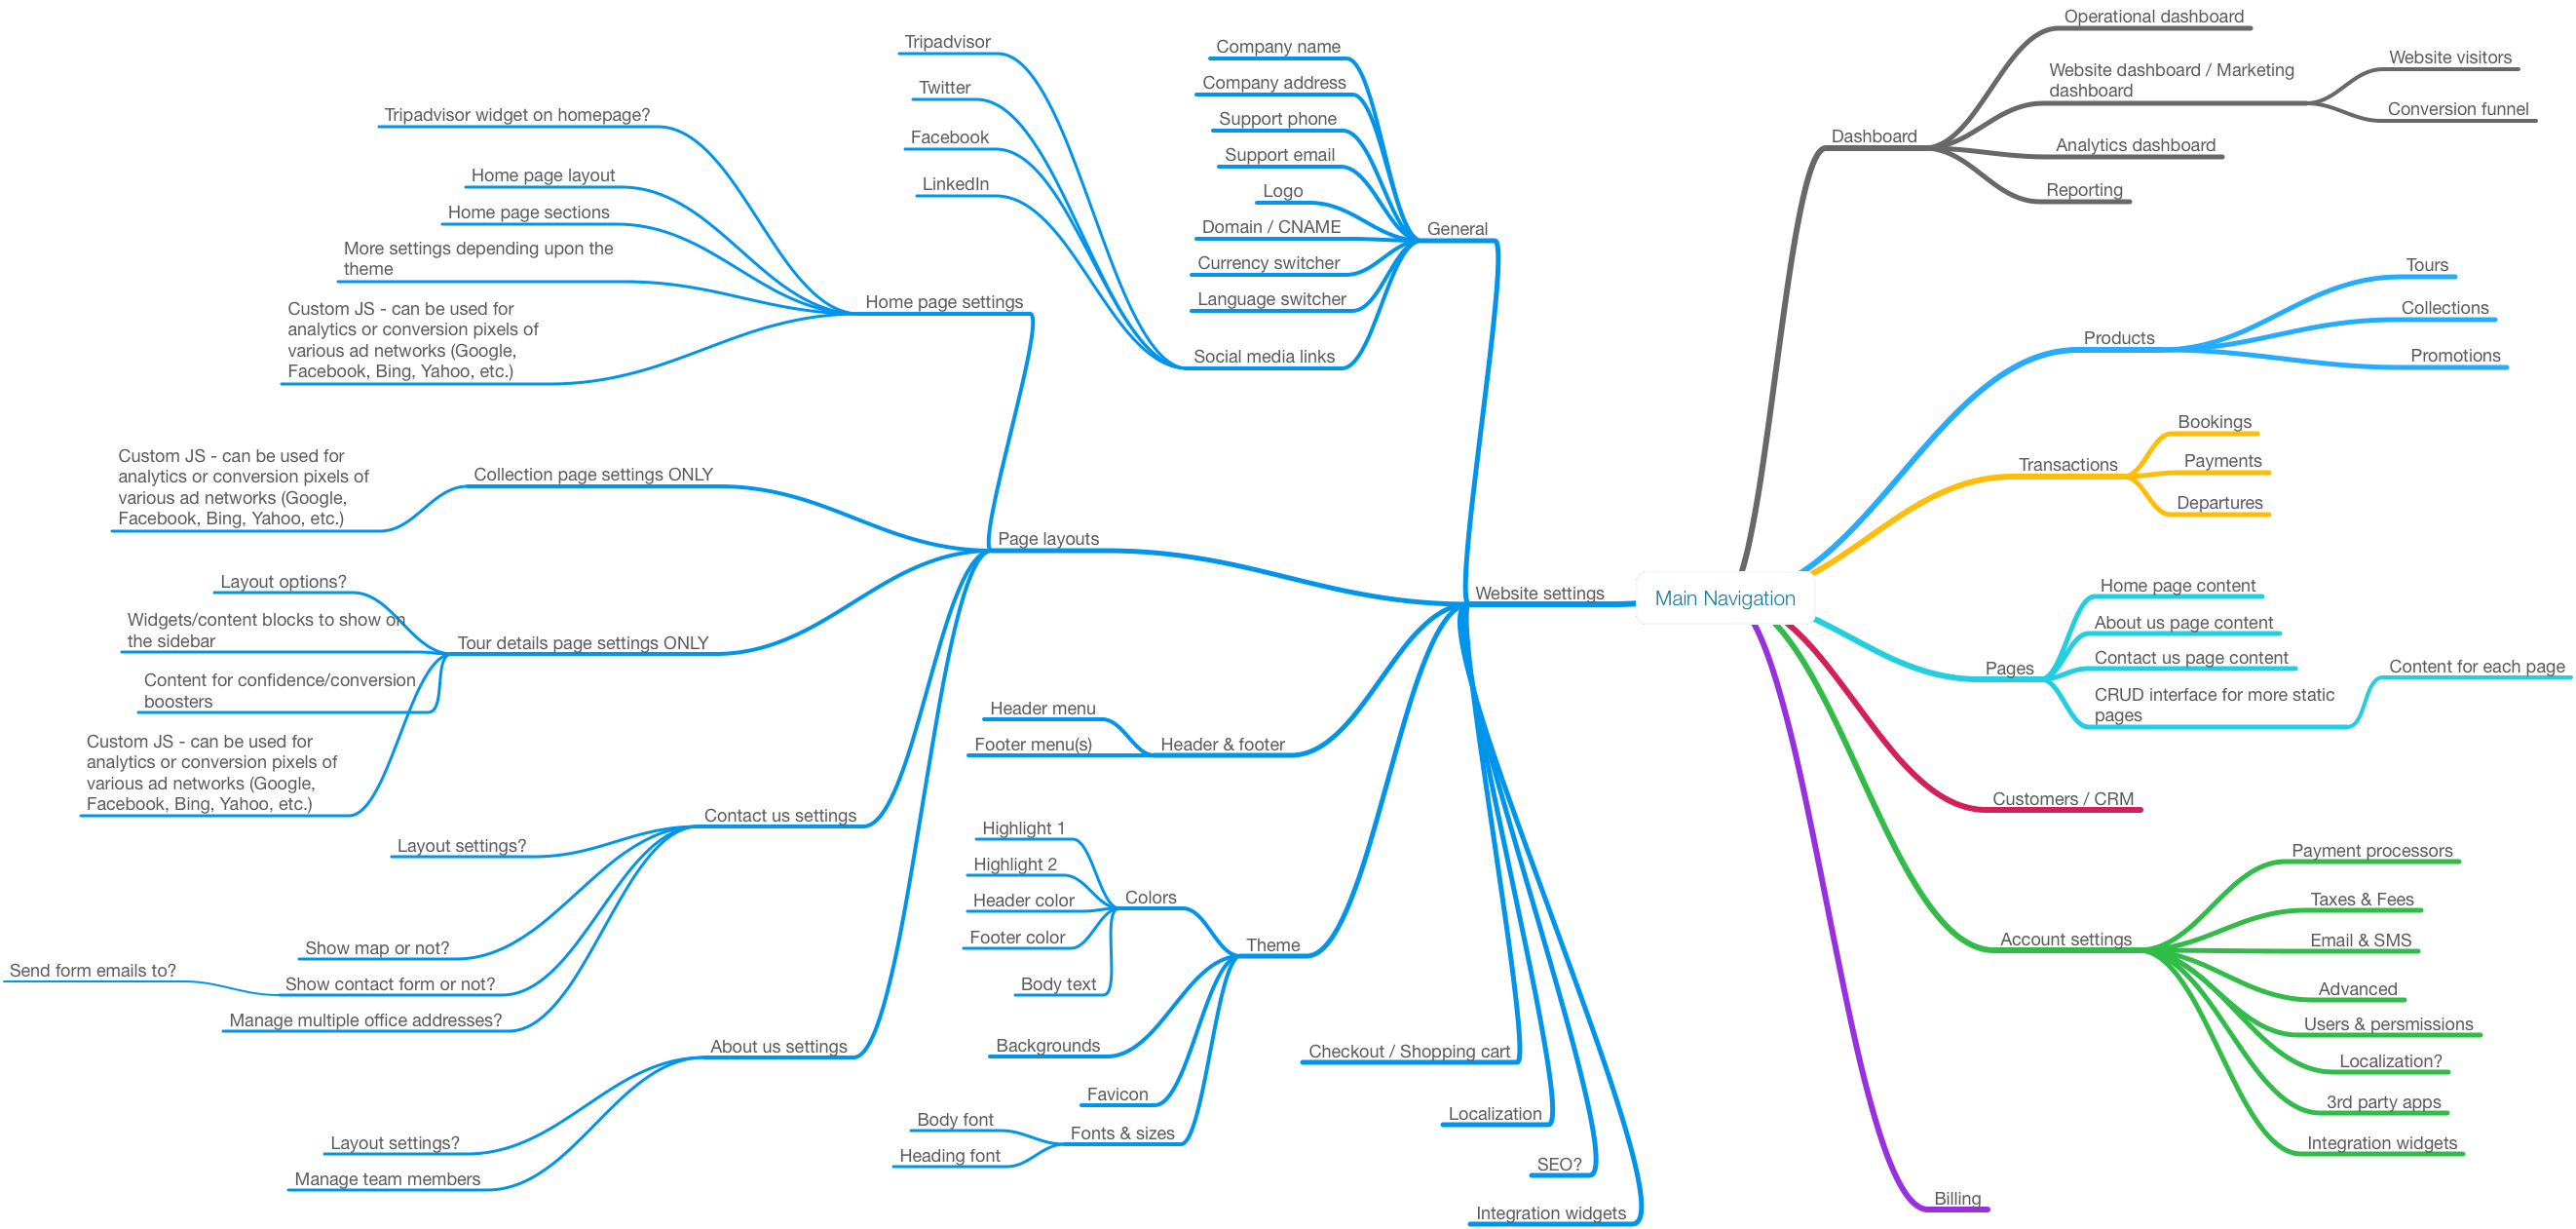 Main Navigation
Dashboard
Operational dashboard
Website dashboard / Marketing
dashboard
Website visitors
Conversion funnel
Analytics dashboard
Reporting
Products
Tours
Collections
Promotions
Transactions
Bookings
Payments
Departures
Pages
Home page content
About us page content
Contact us page content
CRUD interface for more static
pages
Content for each page
Customers / CRM
Account settings
Payment processors
Taxes & Fees
Email & SMS
Advanced
Users & persmissions
Localization?
3rd party apps
Integration widgets
Billing
Website settings
General
Company name
Company address
Support phone
Support email
Logo
Domain / CNAME
Currency switcher
Language switcher
Social media links
Tripadvisor
Twitter
Facebook
LinkedIn
Page layouts
Home page settings
Tripadvisor widget on homepage?
Home page layout
Home page sections
More settings depending upon the
theme
Custom JS - can be used for
analytics or conversion pixels of
various ad networks (Google,
Facebook, Bing, Yahoo, etc.)
Collection page settings ONLY
Custom JS - can be used for
analytics or conversion pixels of
various ad networks (Google,
Facebook, Bing, Yahoo, etc.)
Tour details page settings ONLY
Layout options?
Widgets/content blocks to show on
the sidebar
Content for confidence/conversion
boosters
Custom JS - can be used for
analytics or conversion pixels of
various ad networks (Google,
Facebook, Bing, Yahoo, etc.)
Contact us settings
Layout settings?
Show map or not?
Show contact form or not?
Send form emails to?
Manage multiple office addresses?
About us settings
Layout settings?
Manage team members
Header & footer
Header menu
Footer menu(s)
Theme
Colors
Highlight 1
Highlight 2
Header color
Footer color
Body text
Backgrounds
Favicon
Fonts & sizes
Body font
Heading font
Checkout / Shopping cart
Localization
SEO?
Integration widgets